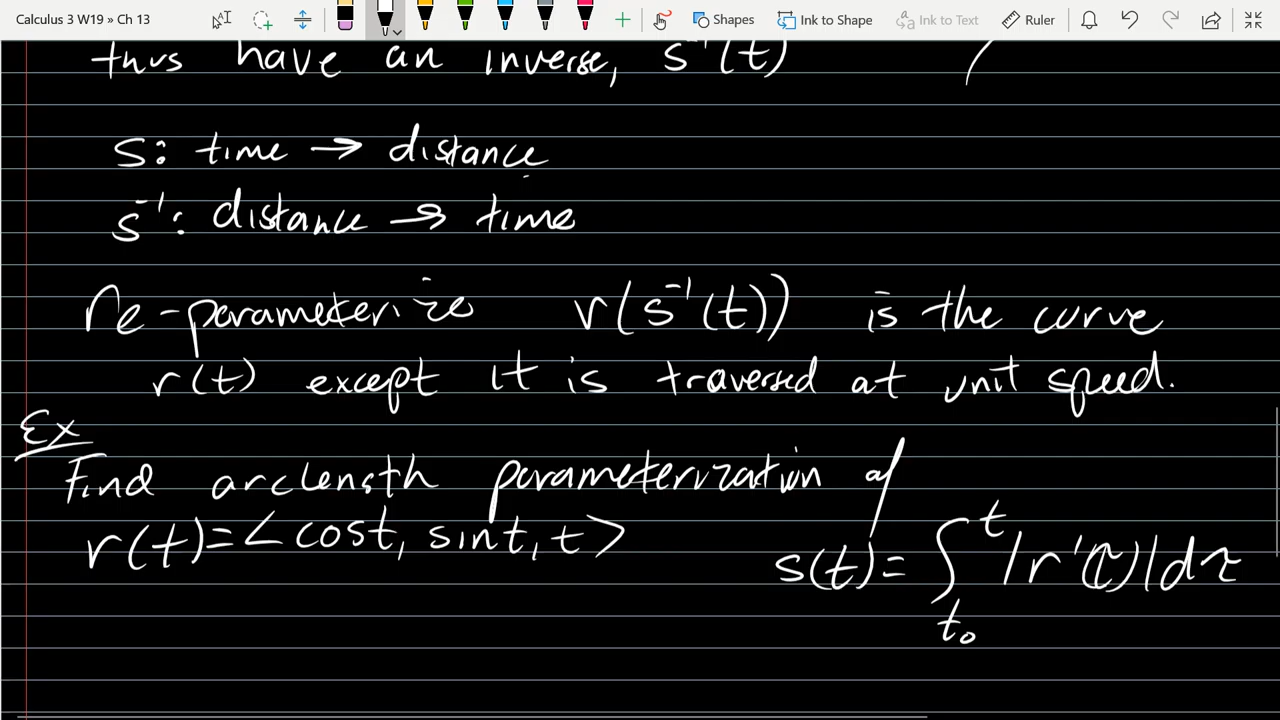 Calculus 3 W19 » Ch 13
Shapes
Ink to Shape
Ink to Text
Ruler
thus have an inverse, s⁻¹(t)
s: time → distance
s⁻¹: distance → time
re-parameterize r(s⁻¹(t)) is the curve
r(t) except it is traversed at unit speed.
Ex
Find arclength parameterization of
r(t)=<cost, sint, t>
s(t)= ∫ₜ₀ᵗ |r'(τ)|dτ